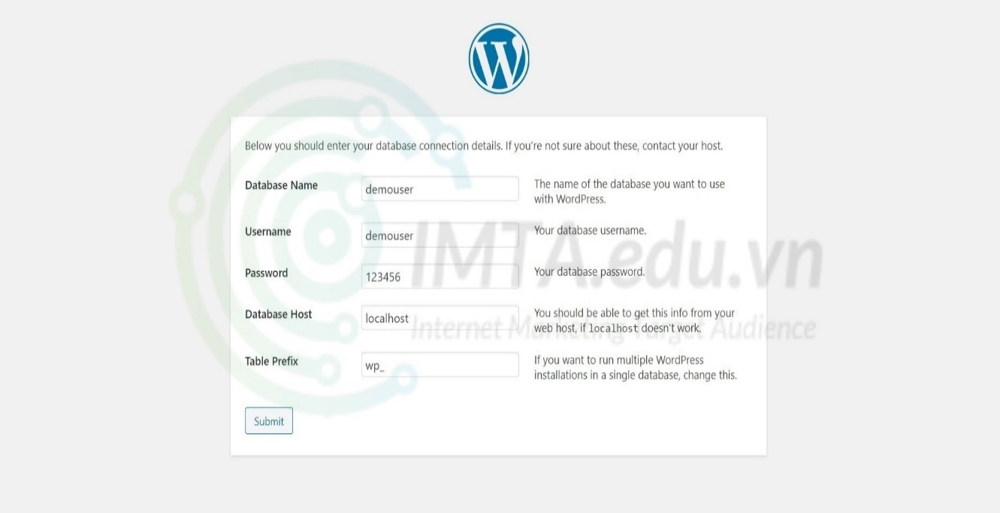 Below you should enter your database connection details. If you're not sure about these, contact your host.
Database Name
demouser
The name of the database you want to use
with WordPress.
Username
demouser
Your database username.
Password
123456
Your database password.
Database Host
localhost
You should be able to get this info from your
web host, if localhost doesn't work.
Table Prefix
wp_
If you want to run multiple WordPress
installations in a single database, change this.
Submit
IMTA.edu.vn
Internet Marketing Target Audience